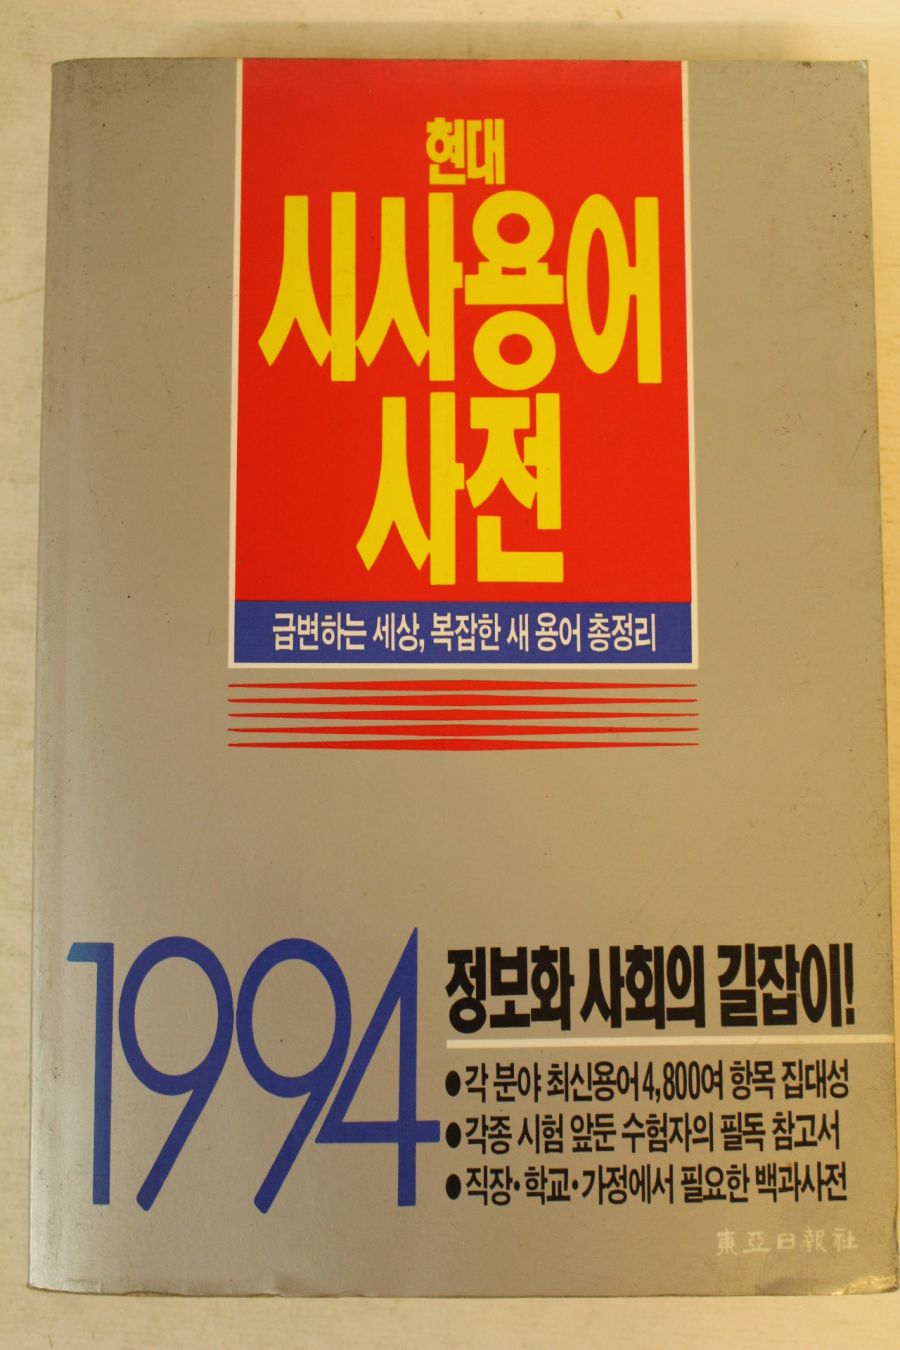 현대
시사용어
사전
급변하는 세상, 복잡한 새 용어 총정리
1994
정보화 사회의 길잡이!
●각 분야 최신용어 4,800여 항목 집대성
●각종 시험 앞둔 수험자의 필독 참고서
●직장·학교·가정에서 필요한 백과사전
東亞日報社